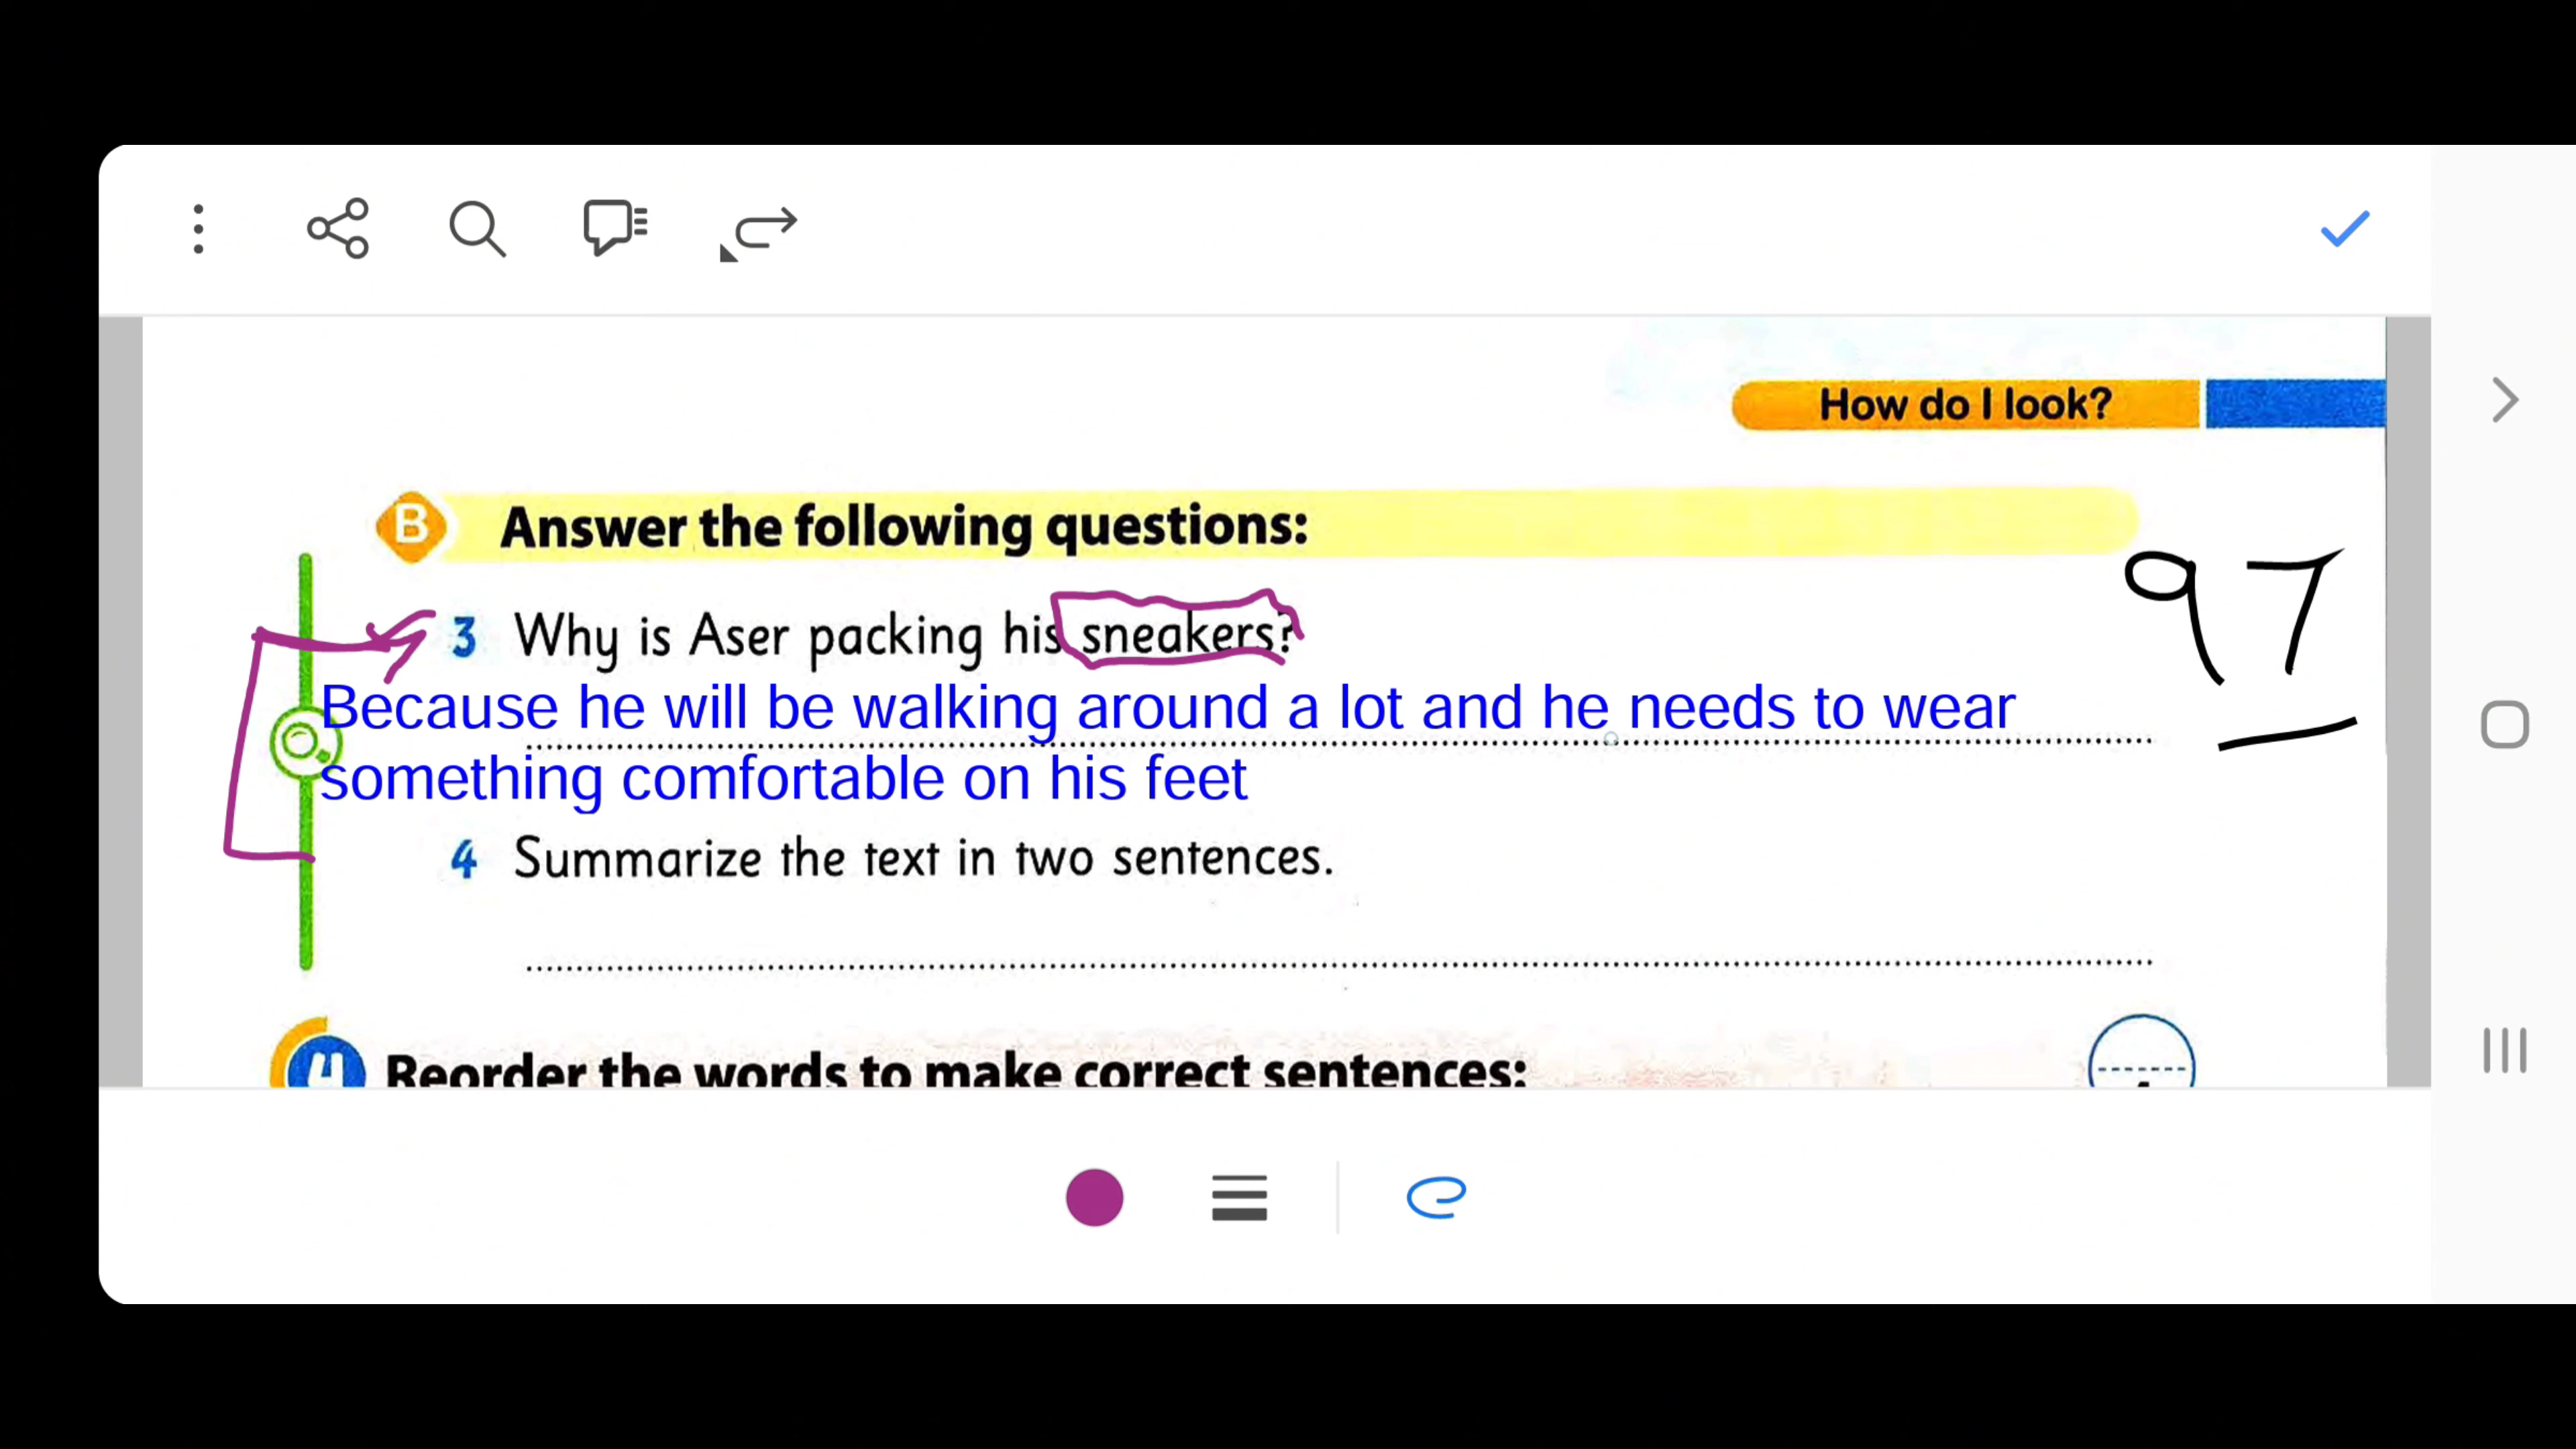 How do I look?
B Answer the following questions:
97
3 Why is Aser packing his sneakers?
Because he will be walking around a lot and he needs to wear
something comfortable on his feet
4 Summarize the text in two sentences.
4 Reorder the words to make correct sentences: